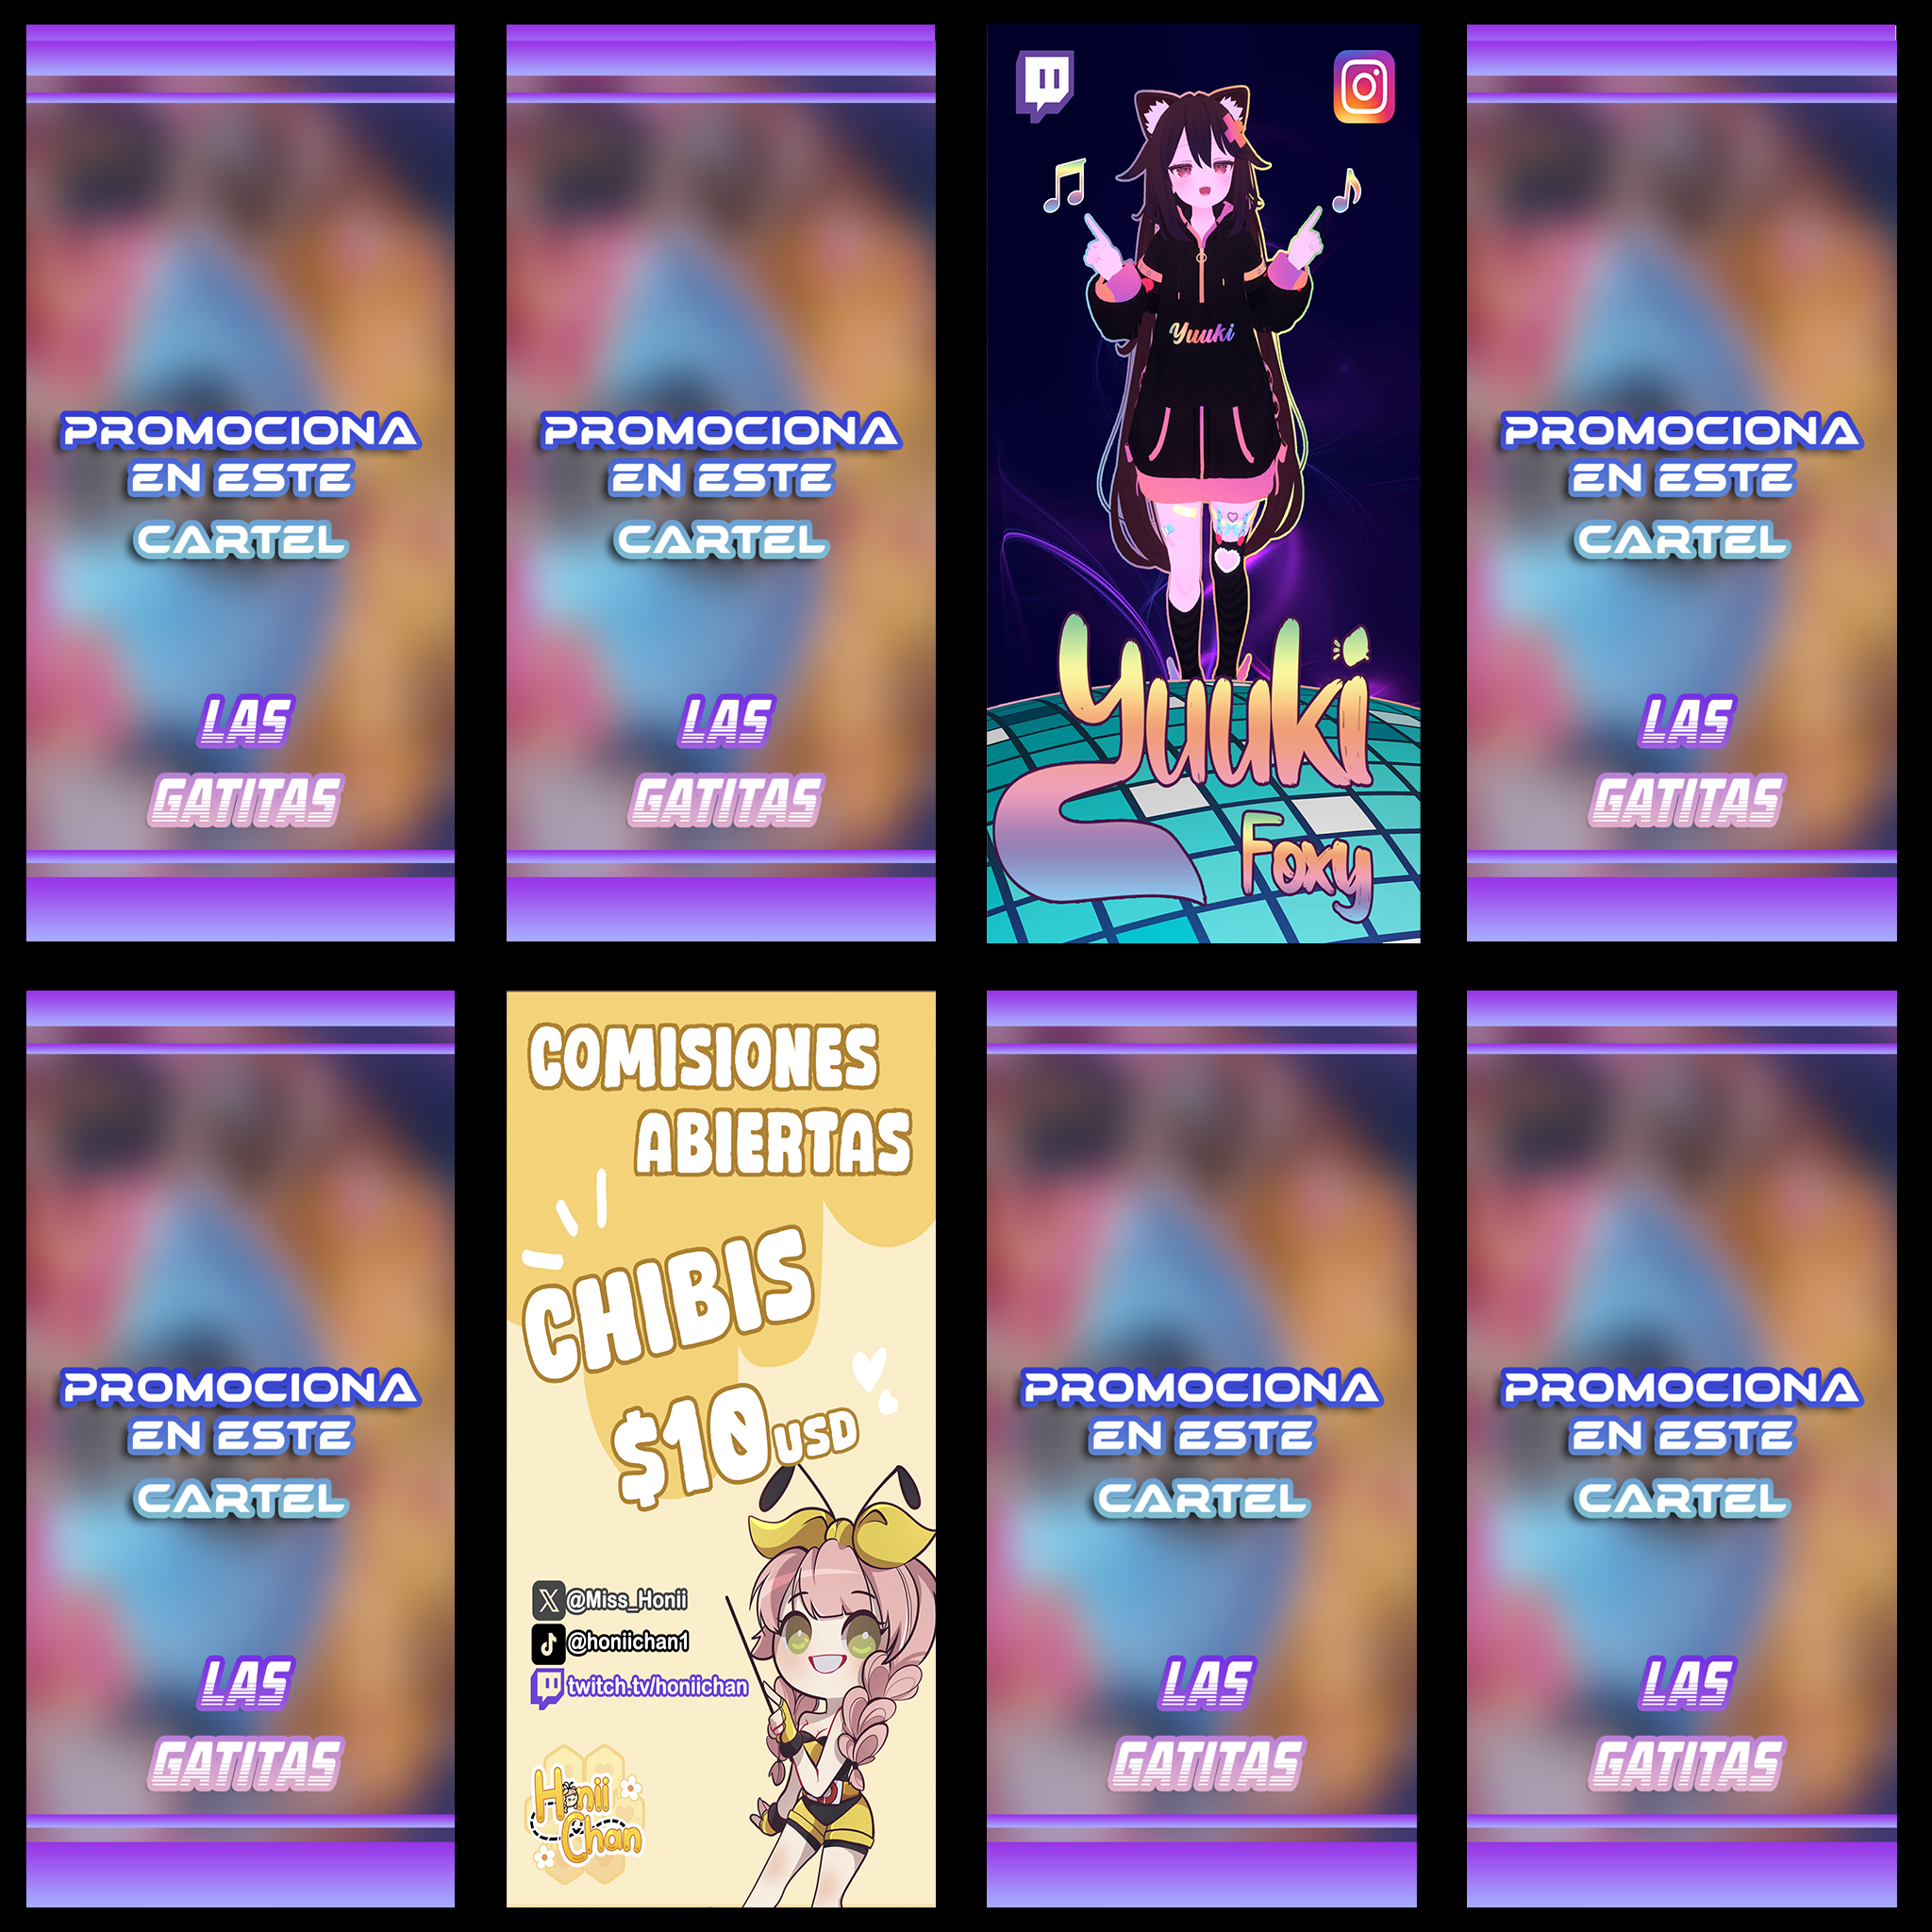 PROMOCIONA
EN ESTE
CARTEL
LAS
GATITAS
PROMOCIONA
EN ESTE
CARTEL
LAS
GATITAS
Yuuki
Yuuki
Foxy
PROMOCIONA
EN ESTE
CARTEL
LAS
GATITAS
PROMOCIONA
EN ESTE
CARTEL
LAS
GATITAS
COMISIONES
ABIERTAS
CHIBIS
$10USD
@Miss_Honii
@honiichan1
twitch.tv/honiichan
Honii
Chan
PROMOCIONA
EN ESTE
CARTEL
LAS
GATITAS
PROMOCIONA
EN ESTE
CARTEL
LAS
GATITAS